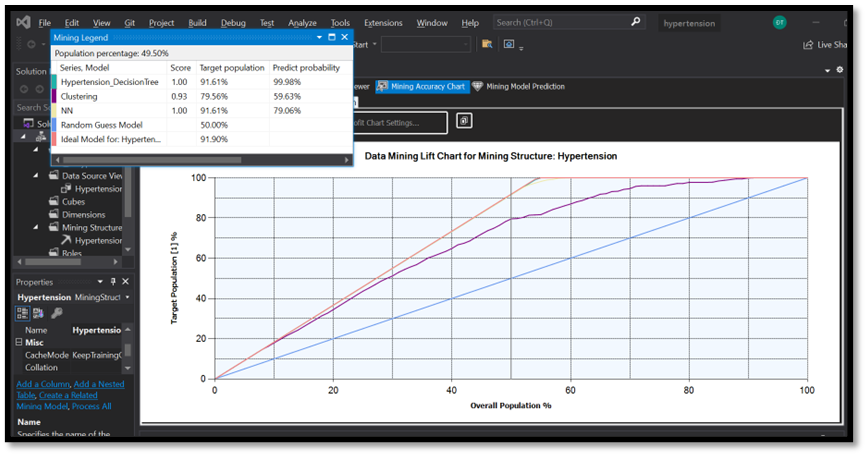 File Edit View Git Project Build Debug Test Analyze Tools Extensions Window Help Search (Ctrl+Q) hypertension DT
Mining Legend
Population percentage: 49.50%
Series, Model Score Target population Predict probability
Hypertension_DecisionTree 1.00 91.61% 99.98%
Clustering 0.93 79.56% 59.63%
NN 1.00 91.61% 79.06%
Random Guess Model 50.00%
Ideal Model for: Hyperten... 91.90%
Start
Live Sha
Solution
Search S
Mining Accuracy Chart Mining Model Prediction
ofit Chart Settings...
Data Source View
Hypertension
Cubes
Dimensions
Mining Structure
Hypertension
Roles
Properties
Hypertension MiningStruct
Name Hypertensio
Misc
CacheMode KeepTrainingC
Collation
Add a Column, Add a Nested
Table, Create a Related
Mining Model, Process All
Name
Specifies the name of the
Data Mining Lift Chart for Mining Structure: Hypertension
Target Population [1] %
100
80
60
40
20
0
0 20 40 60 80 100
Overall Population %